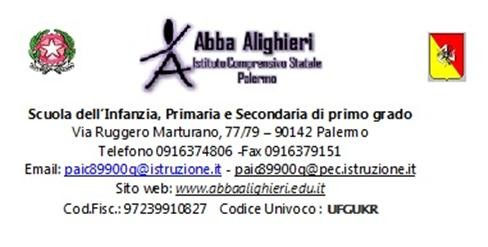 Abba Alighieri
Istituto Comprensivo Statale
Palermo
Scuola dell'Infanzia, Primaria e Secondaria di primo grado
Via Ruggero Marturano, 77/79 – 90142 Palermo
Telefono 0916374806 -Fax 0916379151
Email: paic89900q@istruzione.it - paic89900q@pec.istruzione.it
Sito web: www.abbaalighieri.edu.it
Cod.Fisc.: 97239910827 Codice Univoco : UFGUKR